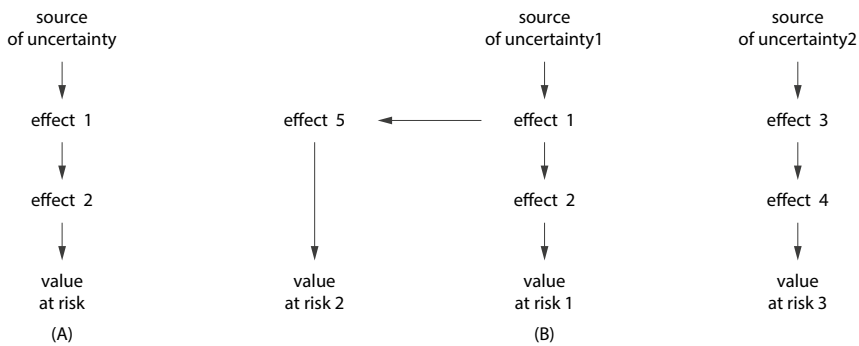 source
of uncertainty
effect 1
effect 2
value
at risk
(A)
source
of uncertainty1
effect 5
effect 1
effect 2
value
at risk 2
value
at risk 1
source
of uncertainty2
effect 3
effect 4
value
at risk 3
(B)